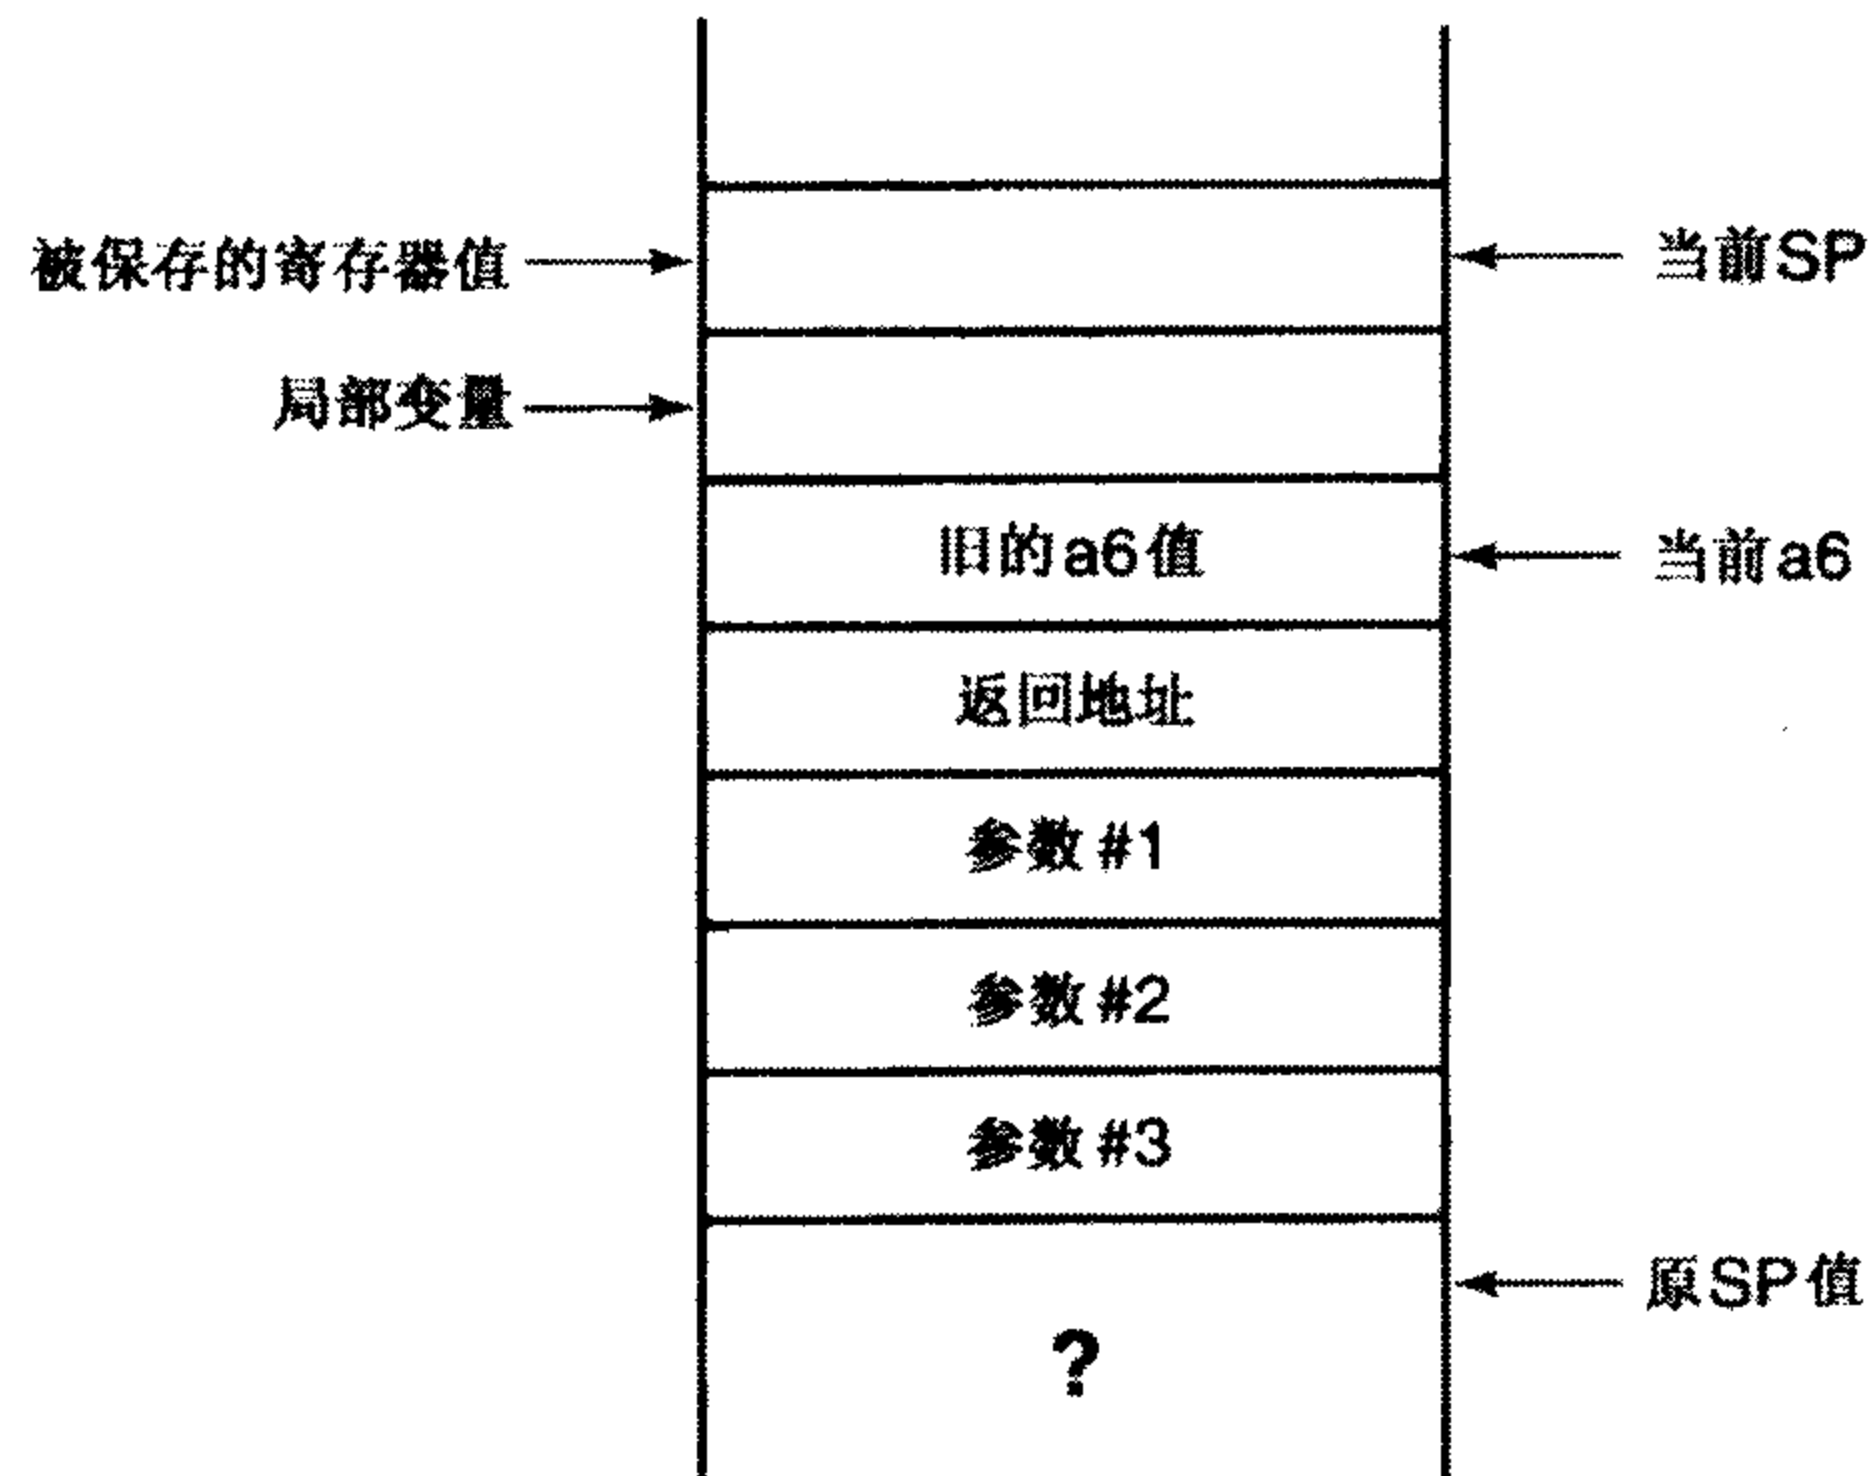 被保存的寄存器值
当前SP
局部变量
旧的a6值
当前a6
返回地址
参数 #1
参数 #2
参数 #3
原SP值
?